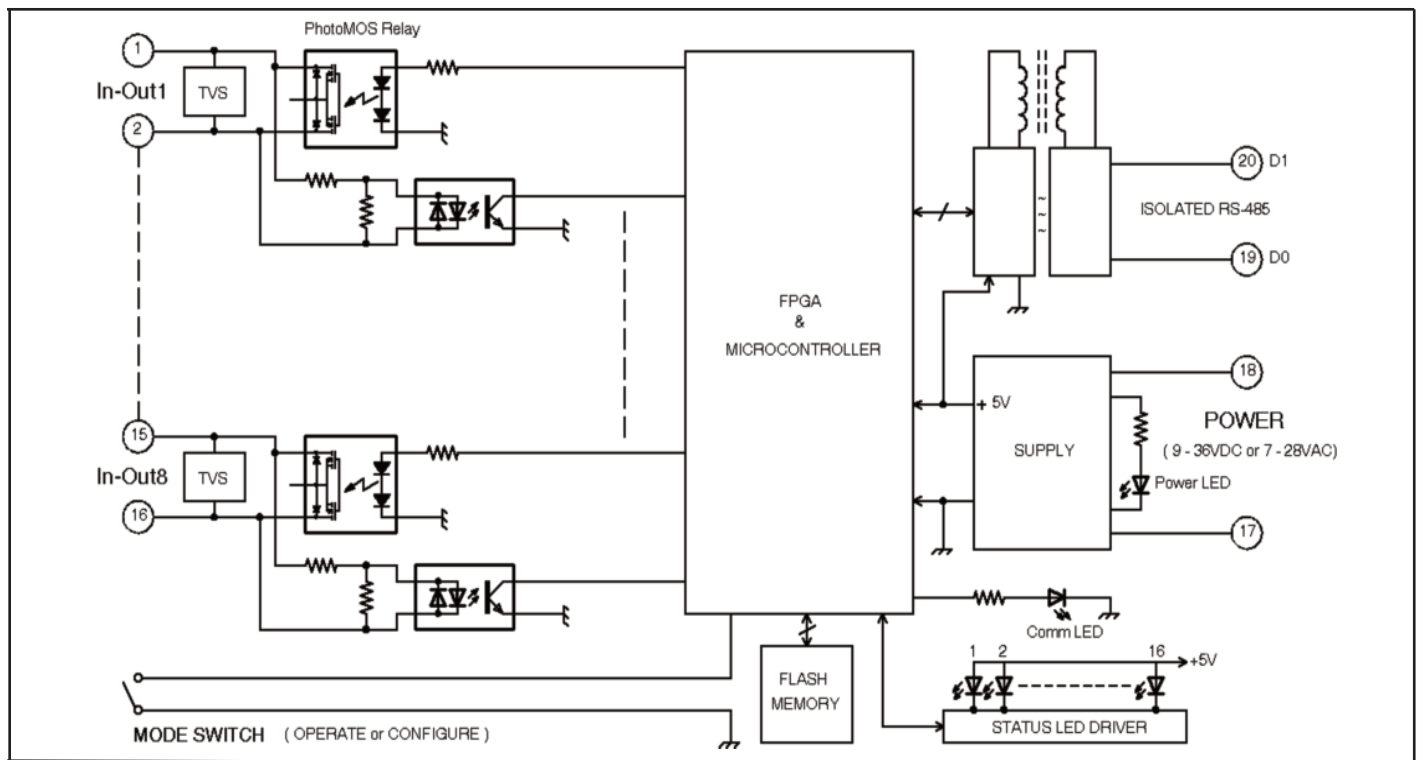 PhotoMOS Relay
1
In-Out1
TVS
2
20 D1
ISOLATED RS-485
19 D0
FPGA
&
MICROCONTROLLER
18
+ 5V
POWER
( 9 - 36VDC or 7 - 28VAC)
SUPPLY
Power LED
17
15
In-Out8
TVS
16
Comm LED
1 2 16
+5V
FLASH
MEMORY
STATUS LED DRIVER
MODE SWITCH ( OPERATE or CONFIGURE )